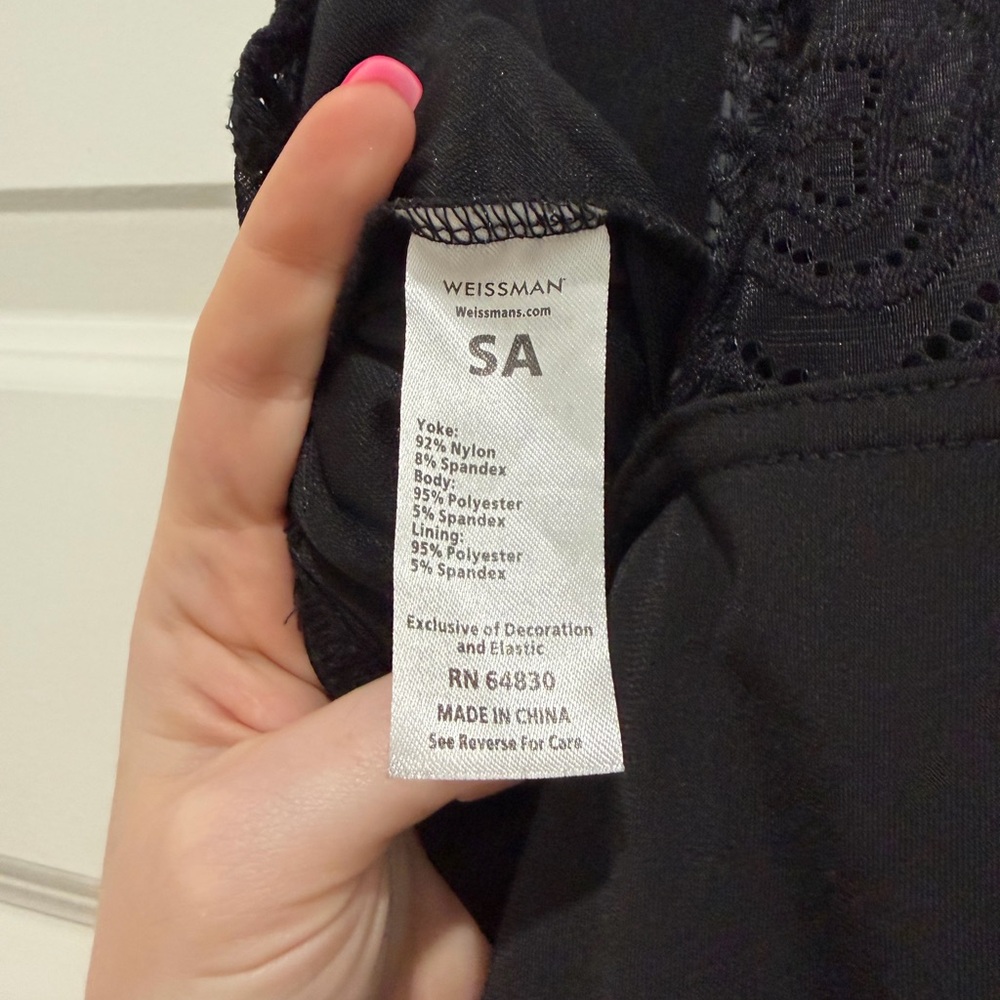 WEISSMAN
Weissmans.com
SA
Yoke:
92% Nylon
8% Spandex
Body:
95% Polyester
5% Spandex
Lining:
95% Polyester
5% Spandex
Exclusive of Decoration
and Elastic
RN 64830
MADE IN CHINA
See Reverse For Care